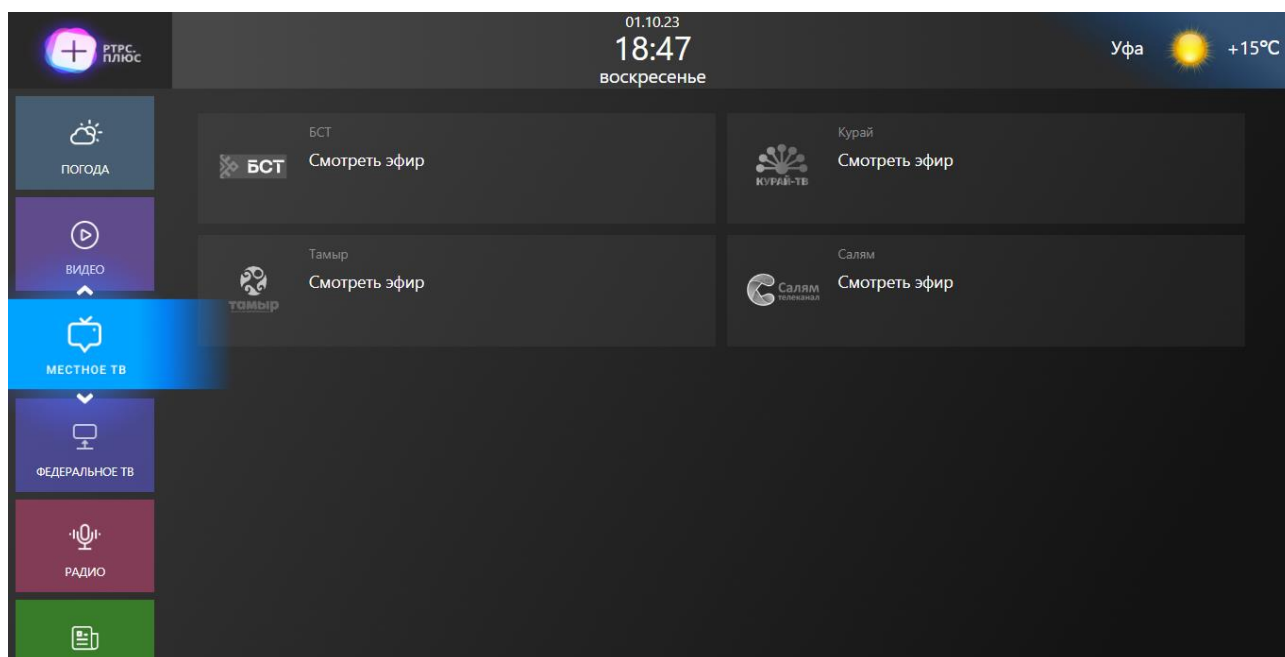 РТРС.
ПЛЮС
01.10.23
18:47
воскресенье
Уфа
+15°C
ПОГОДА
ВИДЕО
МЕСТНОЕ ТВ
ФЕДЕРАЛЬНОЕ ТВ
РАДИО
БСТ
БСТ
Смотреть эфир
Курай
КУРАЙ-ТВ
Смотреть эфир
Тамыр
тамыр
Смотреть эфир
Салям
Салям
телеканал
Смотреть эфир